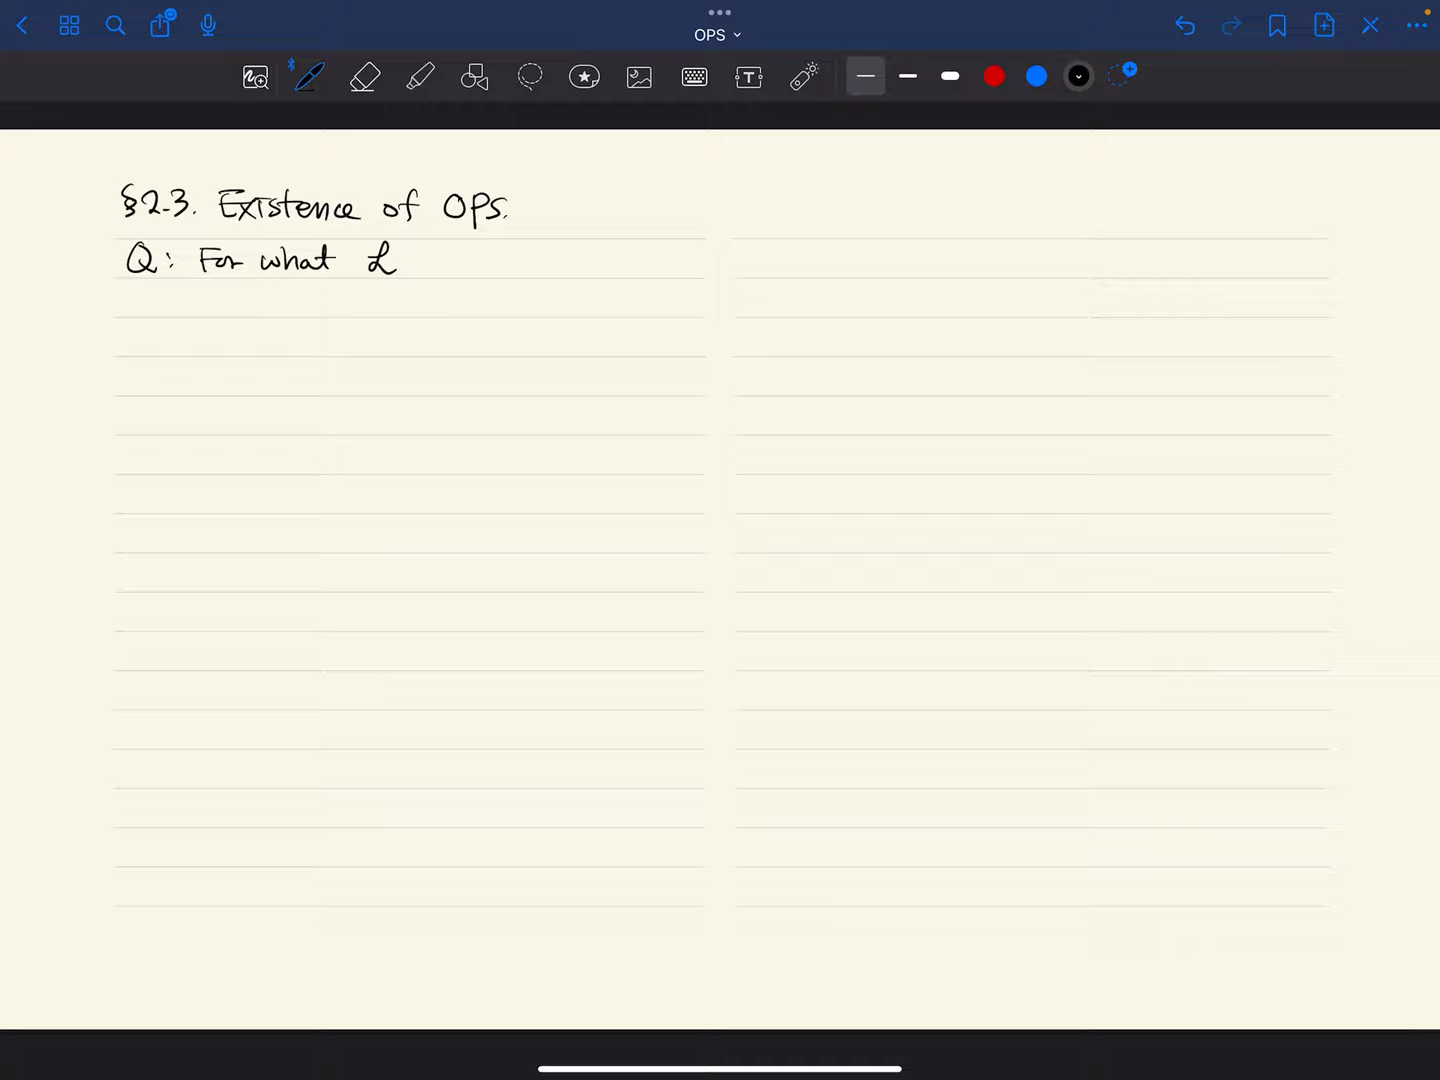 OPS
§2.3. Existence of OPS.
Q: For what ℒ